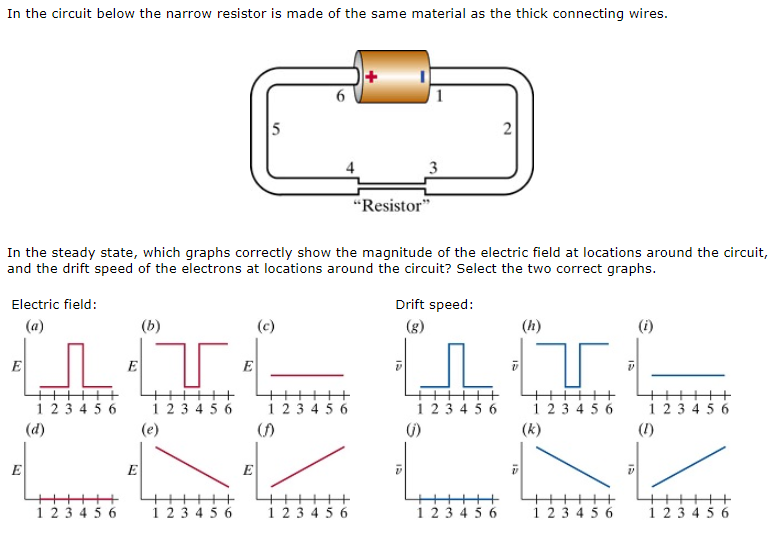 In the circuit below the narrow resistor is made of the same material as the thick connecting wires.
+ −
6 1
5 2
4 3
“Resistor”
In the steady state, which graphs correctly show the magnitude of the electric field at locations around the circuit,
and the drift speed of the electrons at locations around the circuit? Select the two correct graphs.
Electric field: Drift speed:
(a) (b) (c) (g) (h) (i)
E E E v̄ v̄ v̄
1 2 3 4 5 6 1 2 3 4 5 6 1 2 3 4 5 6 1 2 3 4 5 6 1 2 3 4 5 6 1 2 3 4 5 6
(d) (e) (f) (j) (k) (l)
E E E v̄ v̄ v̄
1 2 3 4 5 6 1 2 3 4 5 6 1 2 3 4 5 6 1 2 3 4 5 6 1 2 3 4 5 6 1 2 3 4 5 6